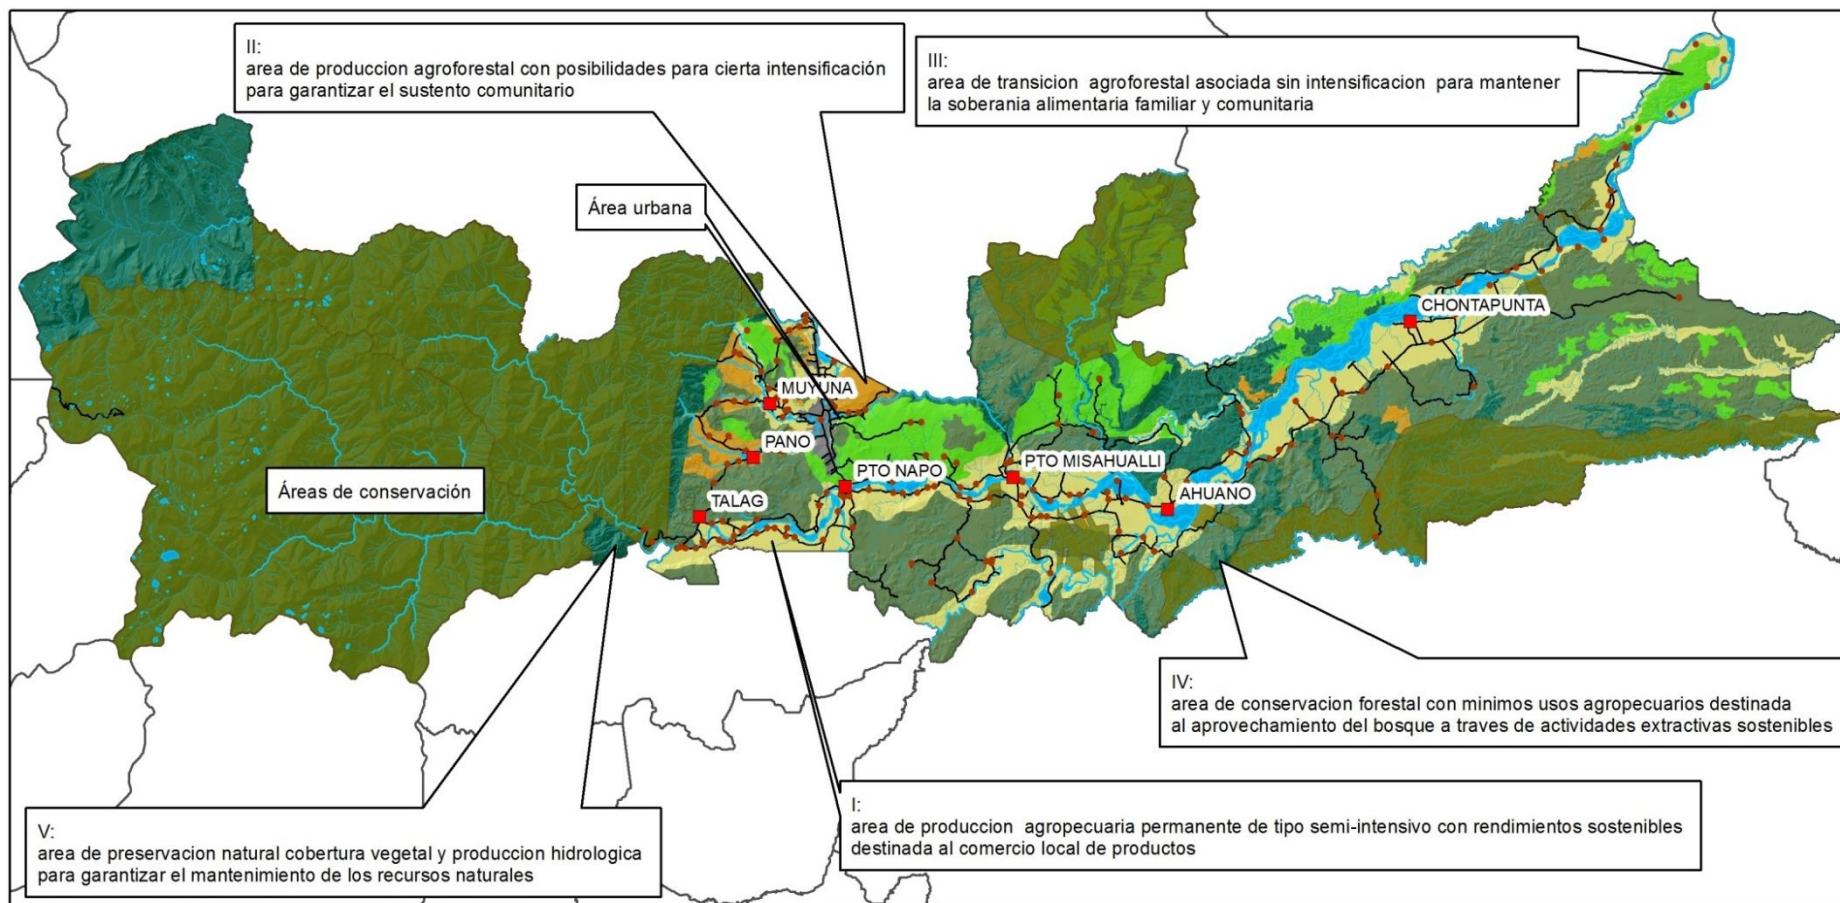 II:
area de produccion agroforestal con posibilidades para cierta intensificación
para garantizar el sustento comunitario
III:
area de transicion agroforestal asociada sin intensificacion para mantener
la soberania alimentaria familiar y comunitaria
Área urbana
CHONTAPUNTA
MUYUNA
PANO
PTO NAPO
PTO MISAHUALLI
Áreas de conservación
TALAG
AHUANO
IV:
area de conservacion forestal con minimos usos agropecuarios destinada
al aprovechamiento del bosque a traves de actividades extractivas sostenibles
I:
area de produccion agropecuaria permanente de tipo semi-intensivo con rendimientos sostenibles
destinada al comercio local de productos
V:
area de preservacion natural cobertura vegetal y produccion hidrologica
para garantizar el mantenimiento de los recursos naturales